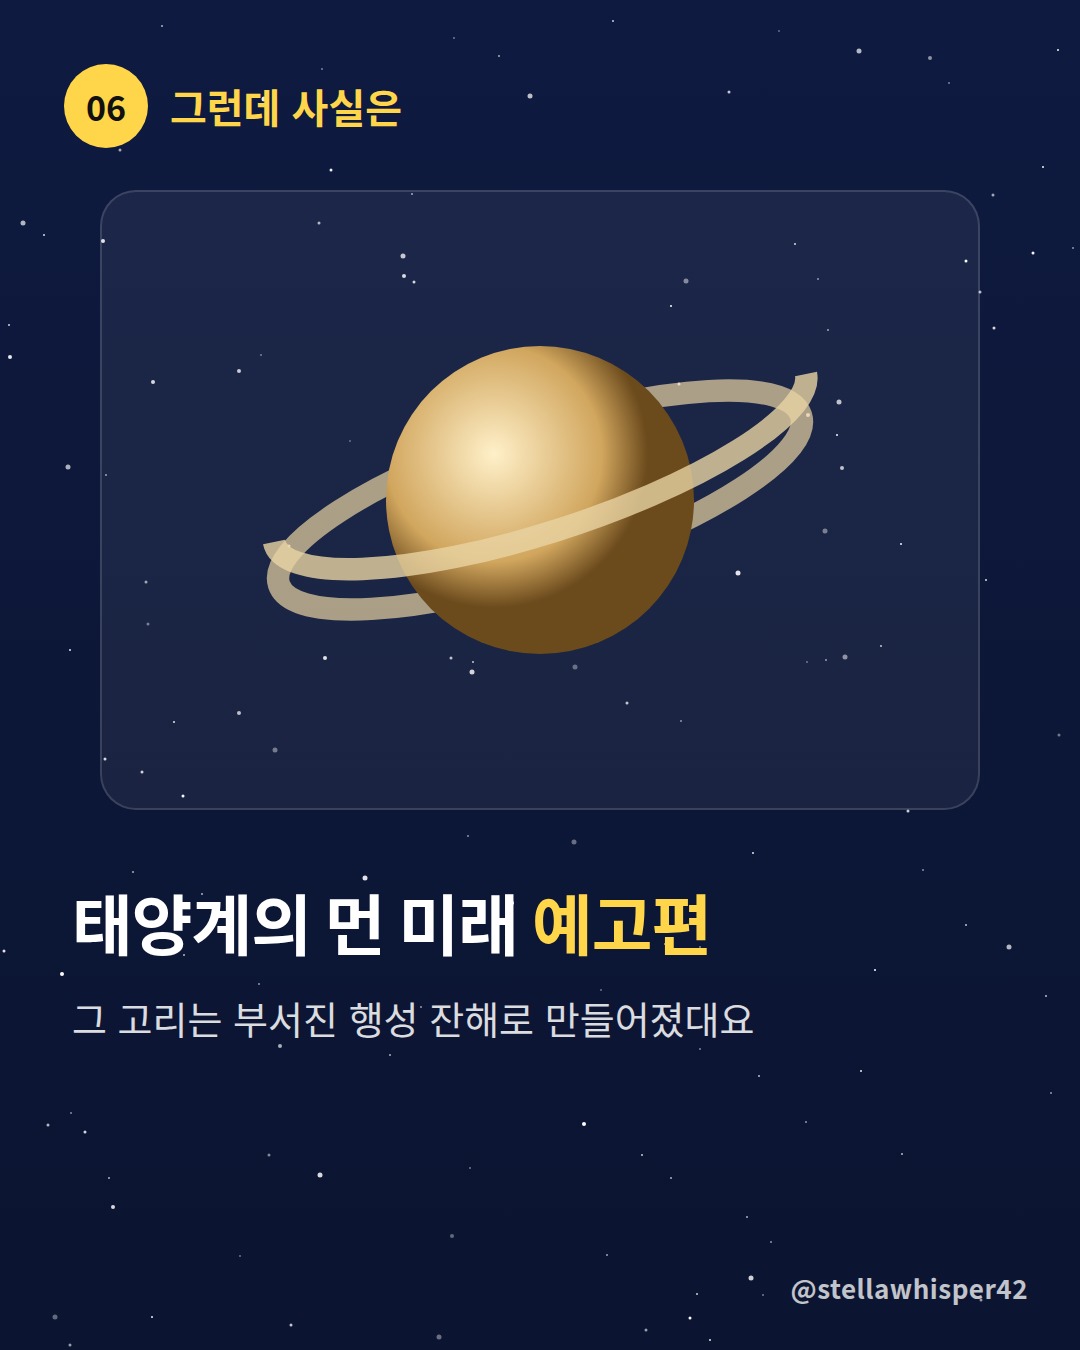 06
그런데 사실은
태양계의 먼 미래 예고편
그 고리는 부서진 행성 잔해로 만들어졌대요
@stellawhisper42